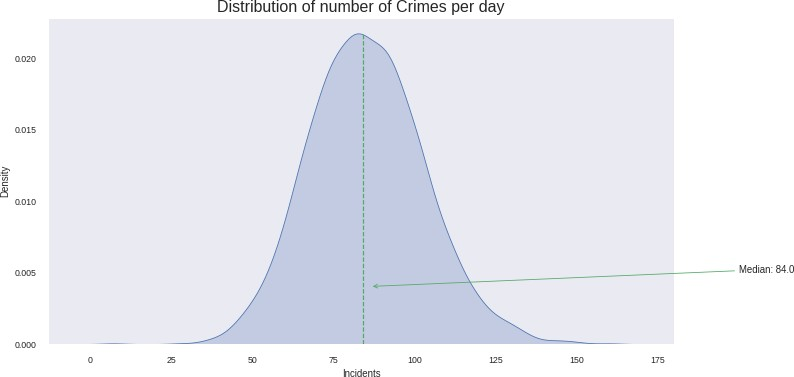 Distribution of number of Crimes per day
0.020
0.015
0.010
0.005
0.000
Density
Median: 84.0
0 25 50 75 100 125 150 175
Incidents